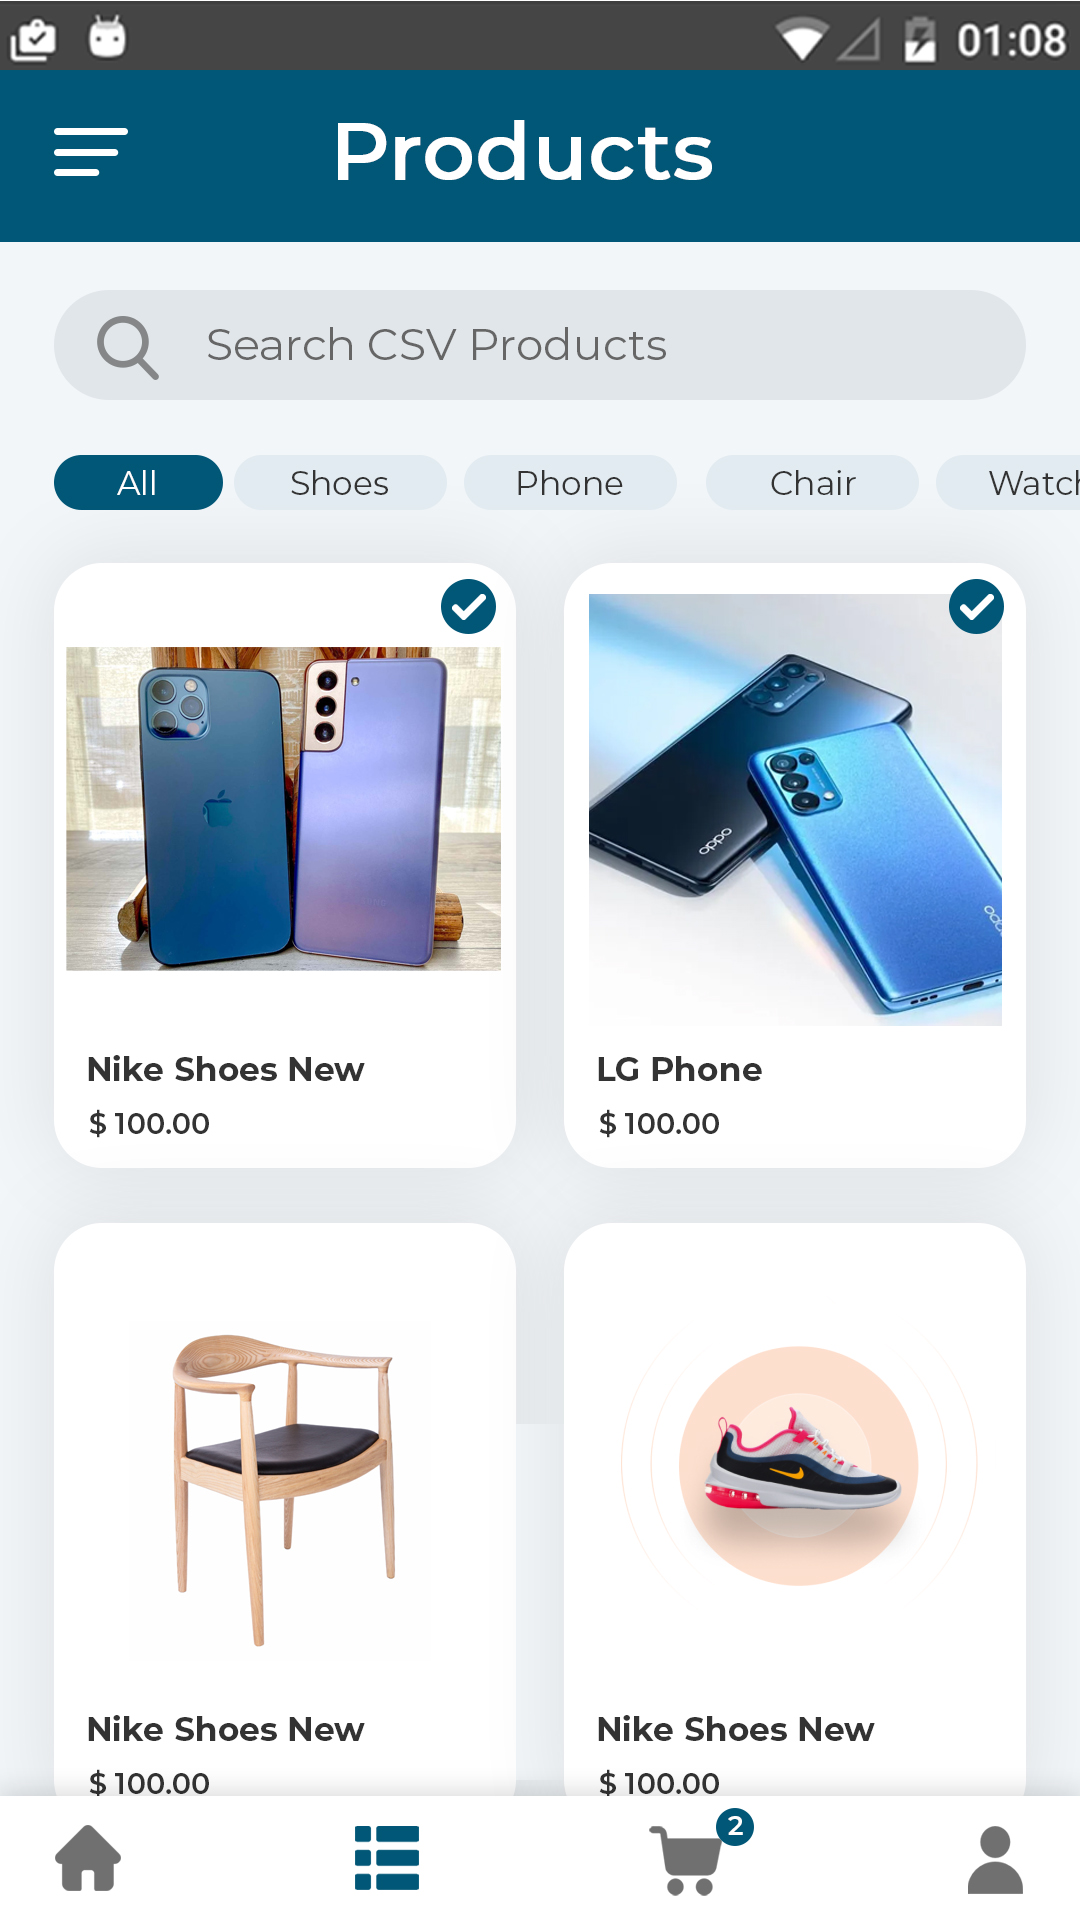 01:08
Products
Search CSV Products
All Shoes Phone Chair Watch
oppo
Nike Shoes New
$ 100.00
LG Phone
$ 100.00
Nike Shoes New
$ 100.00
Nike Shoes New
$ 100.00
2